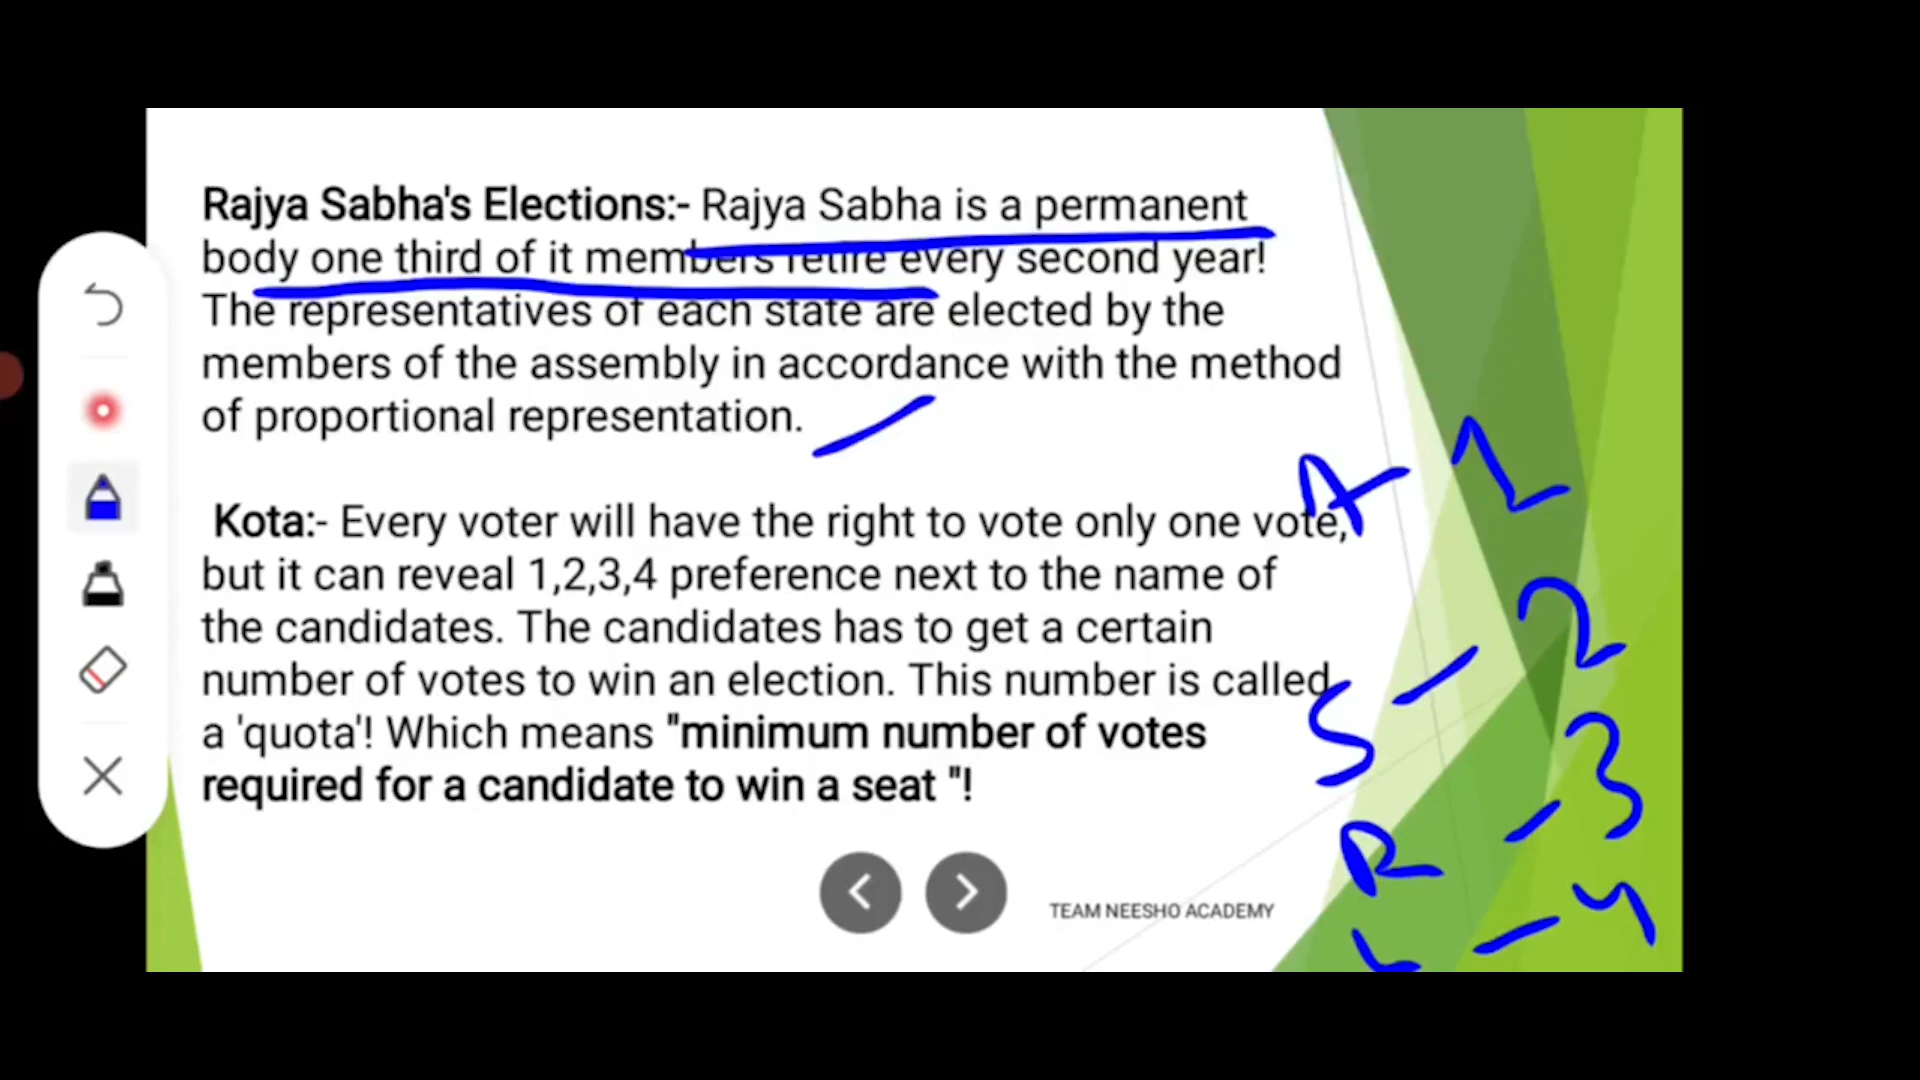 Rajya Sabha's Elections:- Rajya Sabha is a permanent
body one third of it members retire every second year!
The representatives of each state are elected by the
members of the assembly in accordance with the method
of proportional representation.
Kota:- Every voter will have the right to vote only one vote,
but it can reveal 1,2,3,4 preference next to the name of
the candidates. The candidates has to get a certain
number of votes to win an election. This number is called
a 'quota'! Which means "minimum number of votes
required for a candidate to win a seat "!
A - 1
S - 2
R - 3
L - 4
TEAM NEESHO ACADEMY